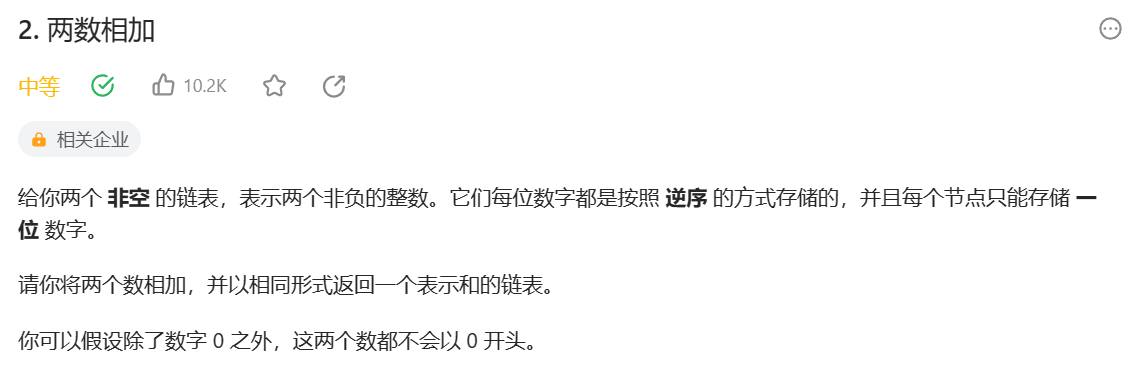 2. 两数相加
中等 10.2K
相关企业
给你两个 非空 的链表，表示两个非负的整数。它们每位数字都是按照 逆序 的方式存储的，并且每个节点只能存储 一
位 数字。
请你将两个数相加，并以相同形式返回一个表示和的链表。
你可以假设除了数字 0 之外，这两个数都不会以 0 开头。